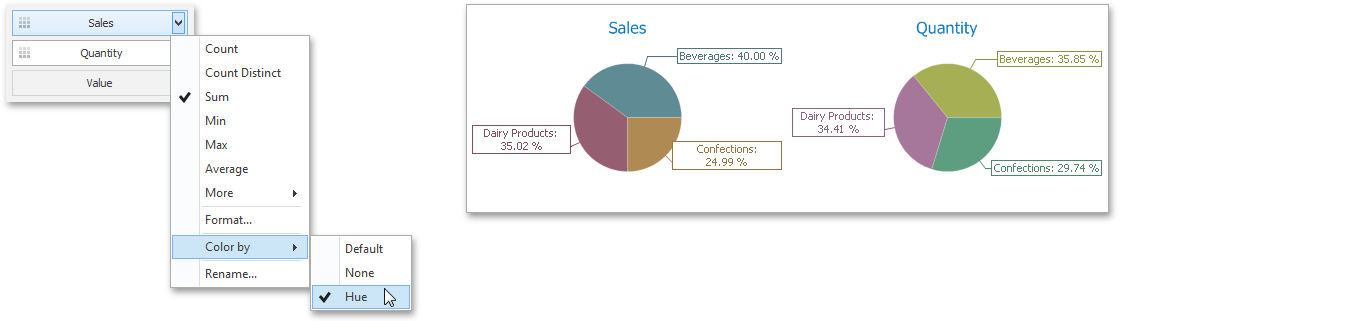 Sales
Quantity
Value
Count
Count Distinct
Sum
Min
Max
Average
More
Format...
Color by
Rename...
Default
None
Hue
Sales
Beverages: 40.00 %
Dairy Products:
35.02 %
Confections:
24.99 %
Quantity
Beverages: 35.85 %
Dairy Products:
34.41 %
Confections: 29.74 %